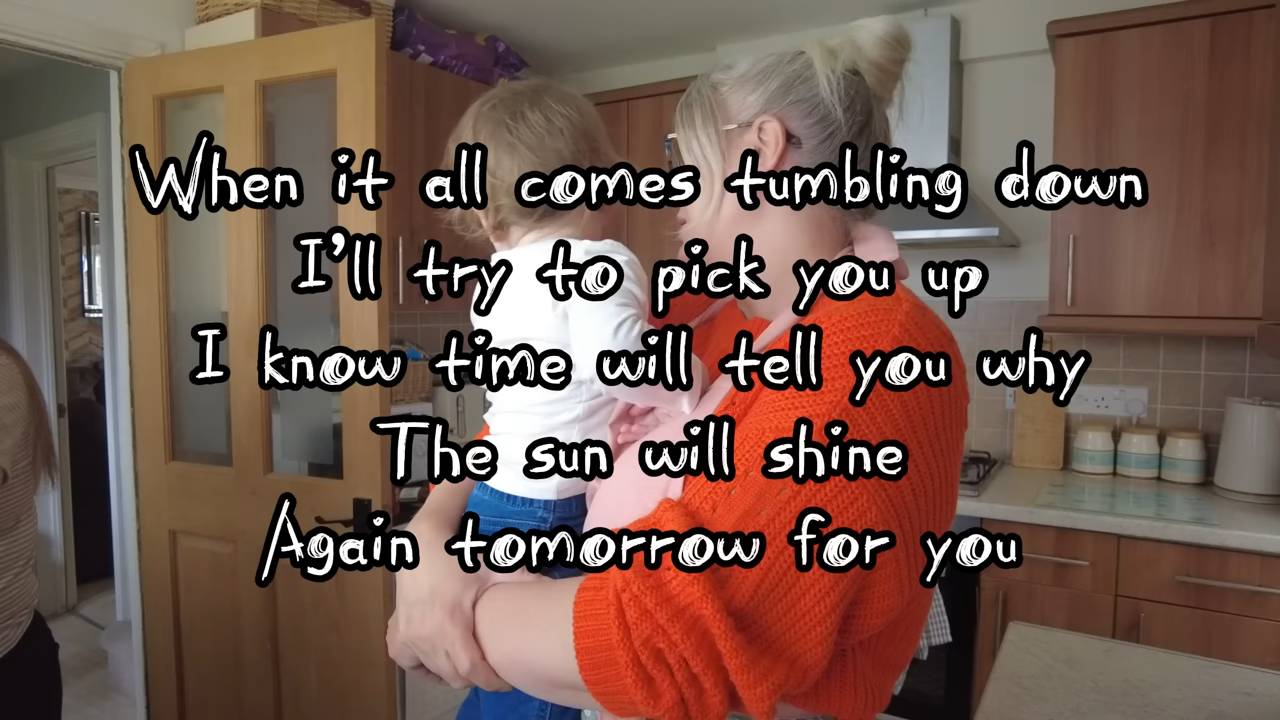 When it all comes tumbling down
I'll try to pick you up
I know time will tell you why
The sun will shine
Again tomorrow for you